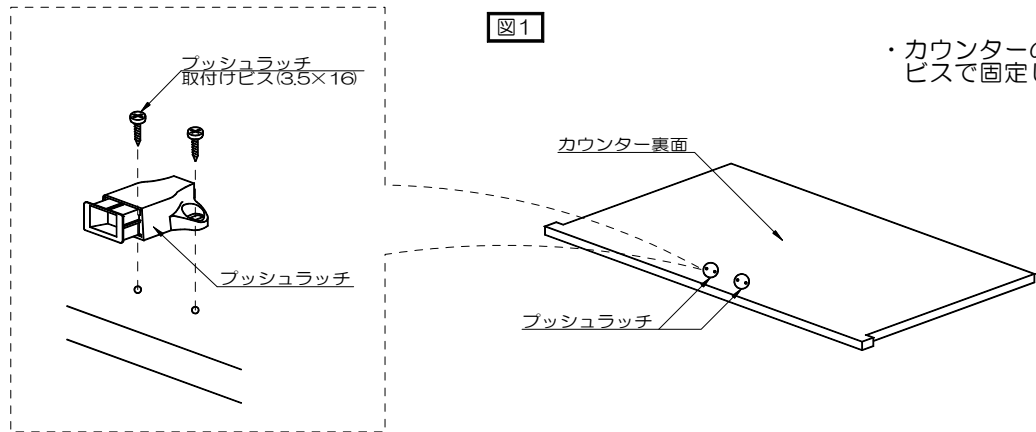 図1
・カウンターの
ビスで固定し
プッシュラッチ
取付けビス(3.5×16)
カウンター裏面
プッシュラッチ
プッシュラッチ